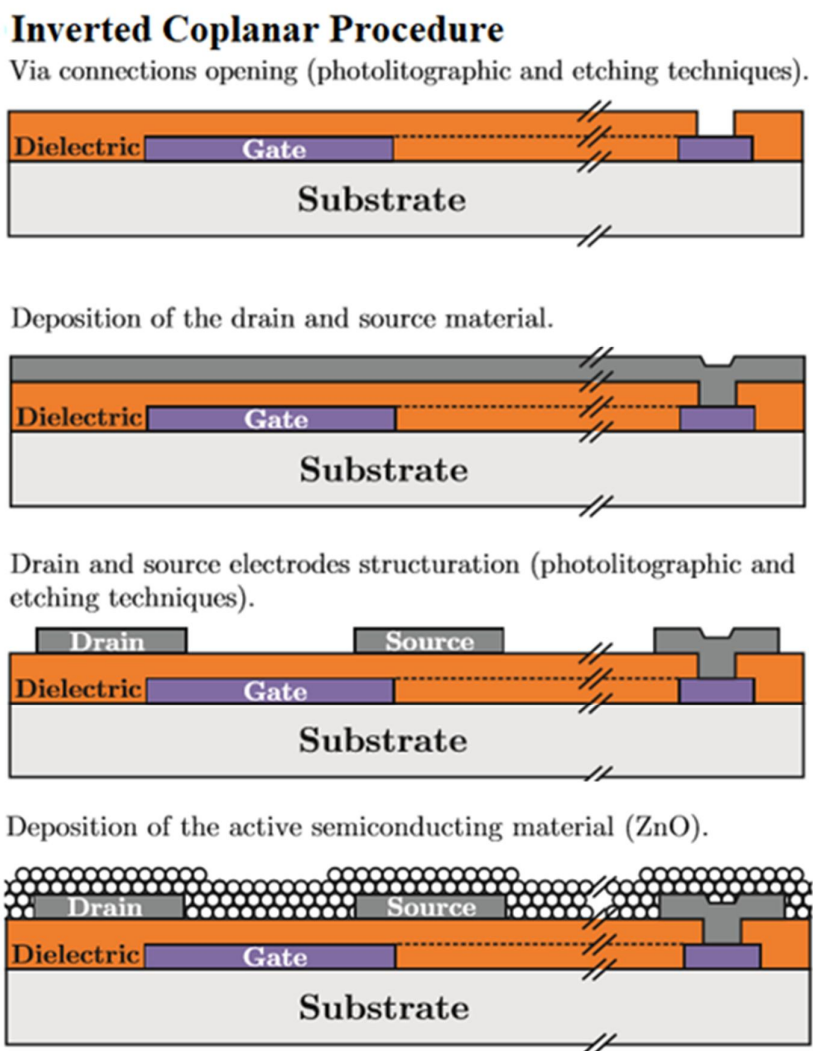 Inverted Coplanar Procedure
Via connections opening (photolitographic and etching techniques).
Dielectric Gate
Substrate
Deposition of the drain and source material.
Dielectric Gate
Substrate
Drain and source electrodes structuration (photolitographic and
etching techniques).
Drain Source
Dielectric Gate
Substrate
Deposition of the active semiconducting material (ZnO).
Drain Source
Dielectric Gate
Substrate